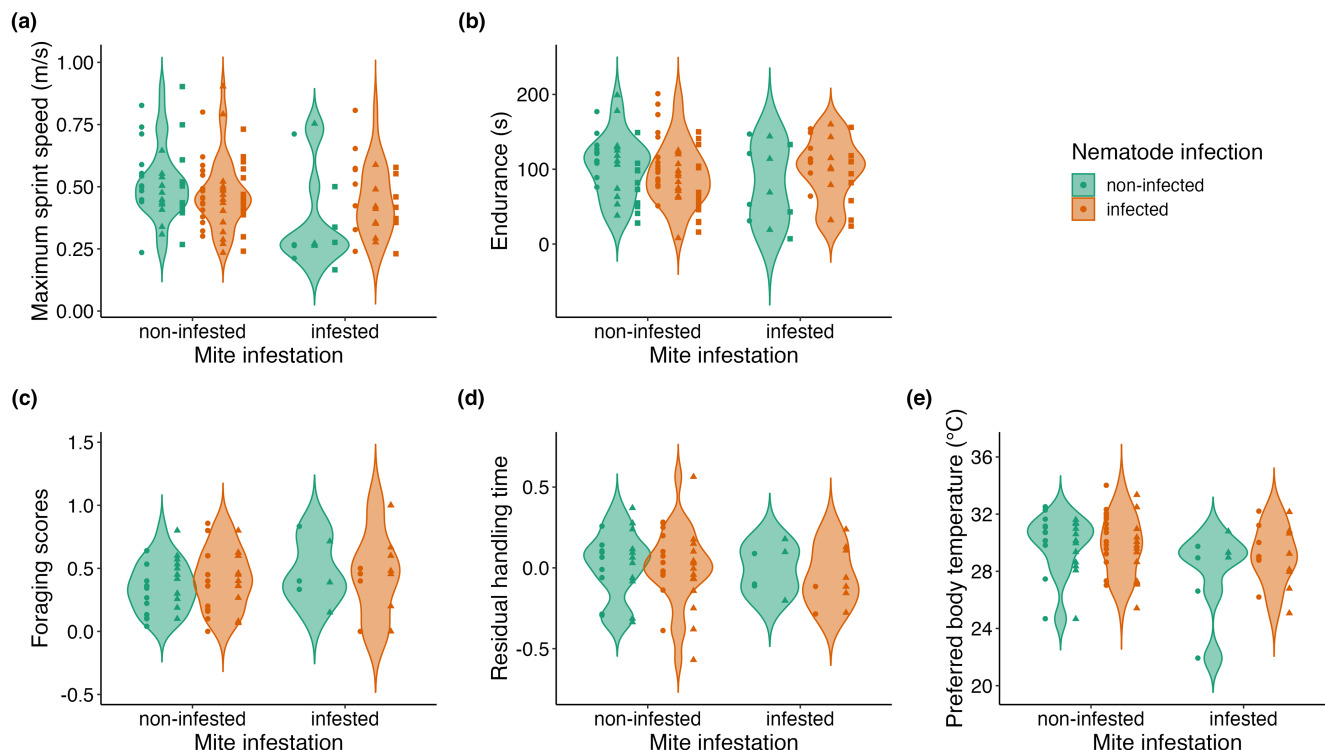 (a)
Maximum sprint speed (m/s)
1.00
0.75
0.50
0.25
0.00
non-infested
infested
Mite infestation
(b)
Endurance (s)
200
100
0
non-infested
infested
Mite infestation
Nematode infection
non-infected
infected
(c)
Foraging scores
1.5
1.0
0.5
0.0
-0.5
non-infested
infested
Mite infestation
(d)
Residual handling time
0.5
0.0
-0.5
non-infested
infested
Mite infestation
(e)
Preferred body temperature (°C)
36
32
28
24
20
non-infested
infested
Mite infestation